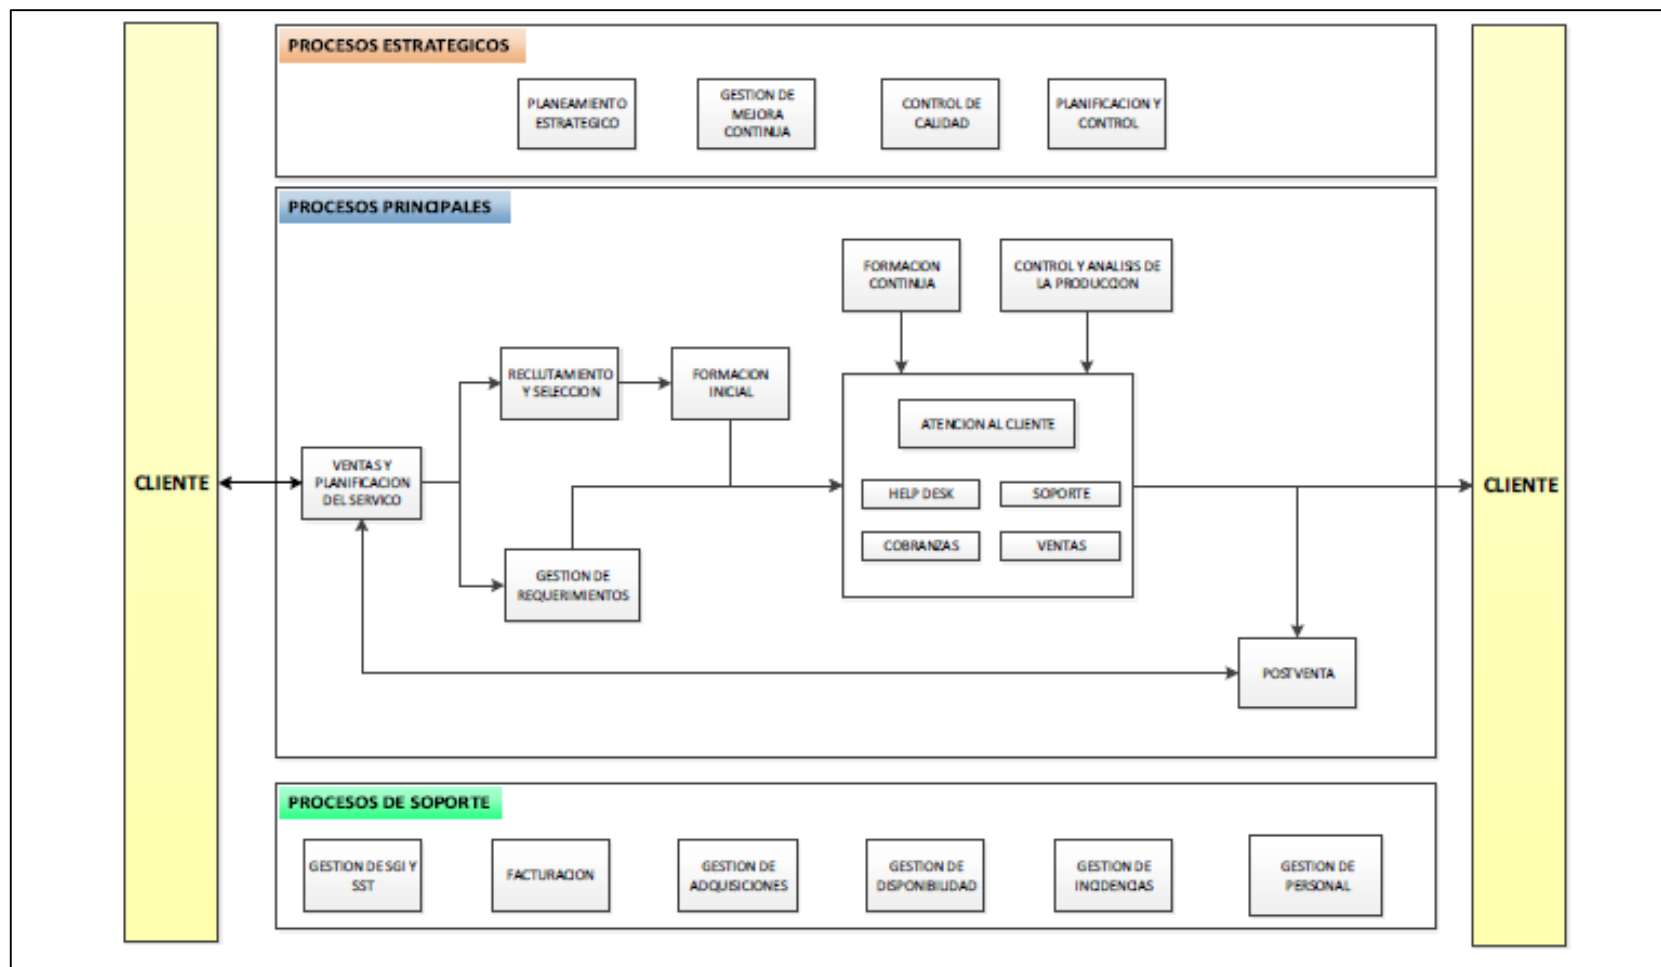 PROCESOS ESTRATEGICOS
PLANEAMIENTO
ESTRATEGICO
GESTION DE
MEJORA
CONTINUA
CONTROL DE
CALIDAD
PLANIFICACION Y
CONTROL
PROCESOS PRINCIPALES
FORMACION
CONTINUA
CONTROL Y ANALISIS DE
LA PRODUCCION
RECLUTAMIENTO
Y SELECCION
FORMACION
INICIAL
ATENCION AL CLIENTE
CLIENTE
VENTAS Y
PLANIFICACION
DEL SERVICO
HELP DESK
SOPORTE
CLIENTE
COBRANZAS
VENTAS
GESTION DE
REQUERIMIENTOS
POSTVENTA
PROCESOS DE SOPORTE
GESTION DE SGI Y
SST
FACTURACION
GESTION DE
ADQUISICIONES
GESTION DE
DISPONIBILIDAD
GESTION DE
INCIDENCIAS
GESTION DE
PERSONAL